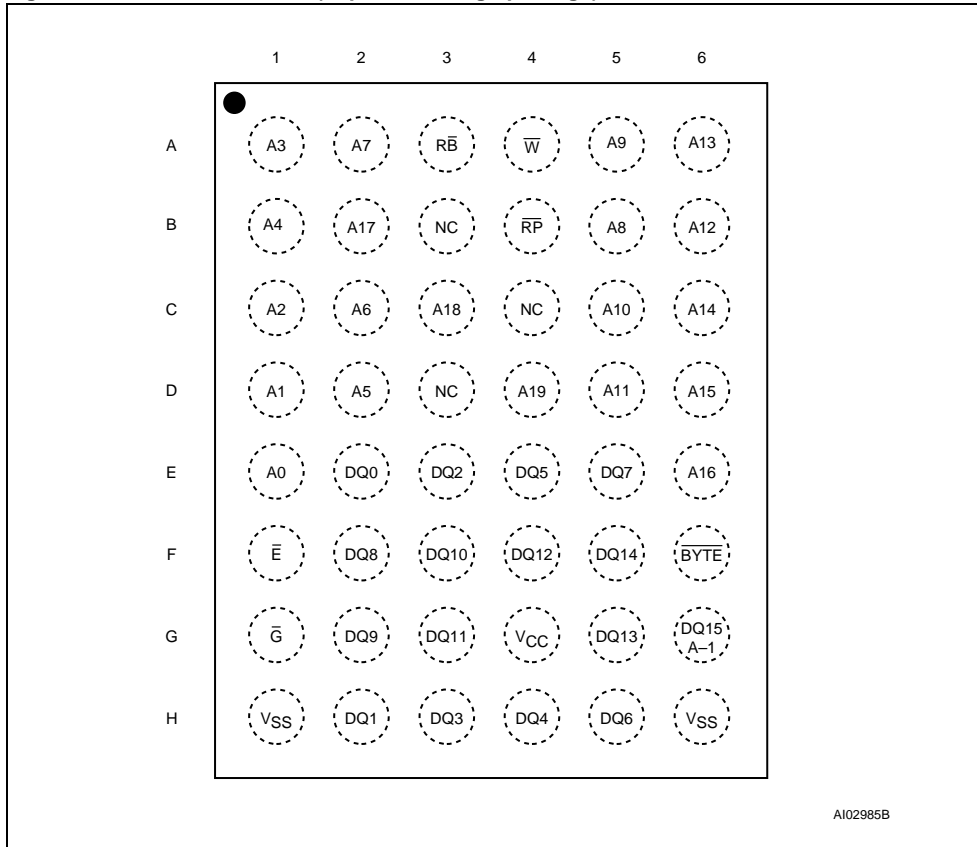 1 2 3 4 5 6
A A3 A7 RB̅ W̅ A9 A13
B A4 A17 NC R̅P̅ A8 A12
C A2 A6 A18 NC A10 A14
D A1 A5 NC A19 A11 A15
E A0 DQ0 DQ2 DQ5 DQ7 A16
F E̅ DQ8 DQ10 DQ12 DQ14 B̅Y̅T̅E̅
G G̅ DQ9 DQ11 VCC DQ13 DQ15
A–1
H VSS DQ1 DQ3 DQ4 DQ6 VSS
AI02985B